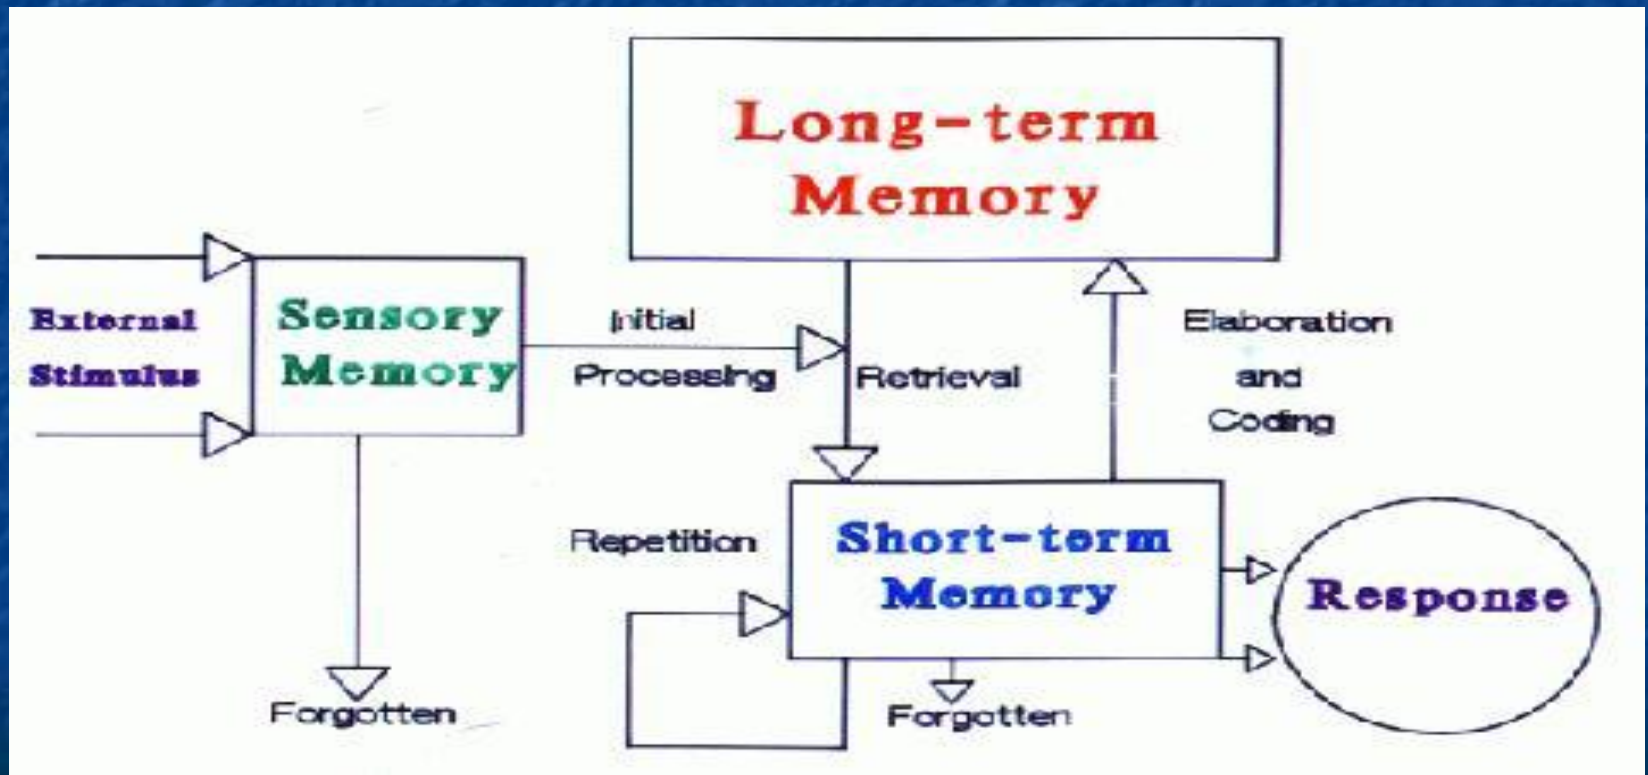 Long-term
Memory
External
Stimulus
Sensory
Memory
Initial
Processing
Retrieval
Elaboration
and
Coding
Repetition
Short-term
Memory
Response
Forgotten
Forgotten